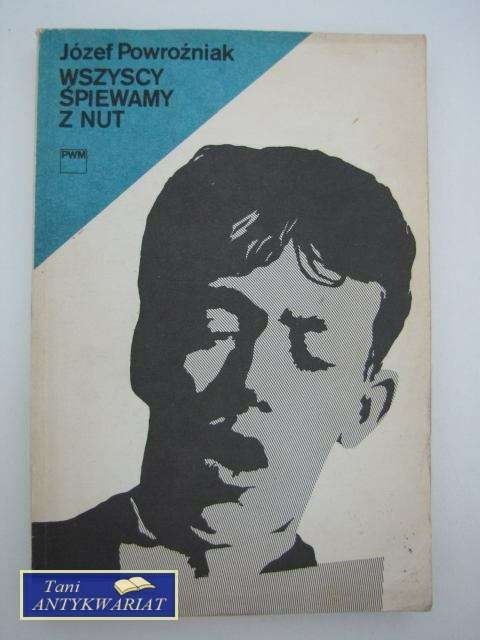 Józef Powroźniak
WSZYSCY
ŚPIEWAMY
Z NUT
PWM
Tani
ANTYKWARIAT